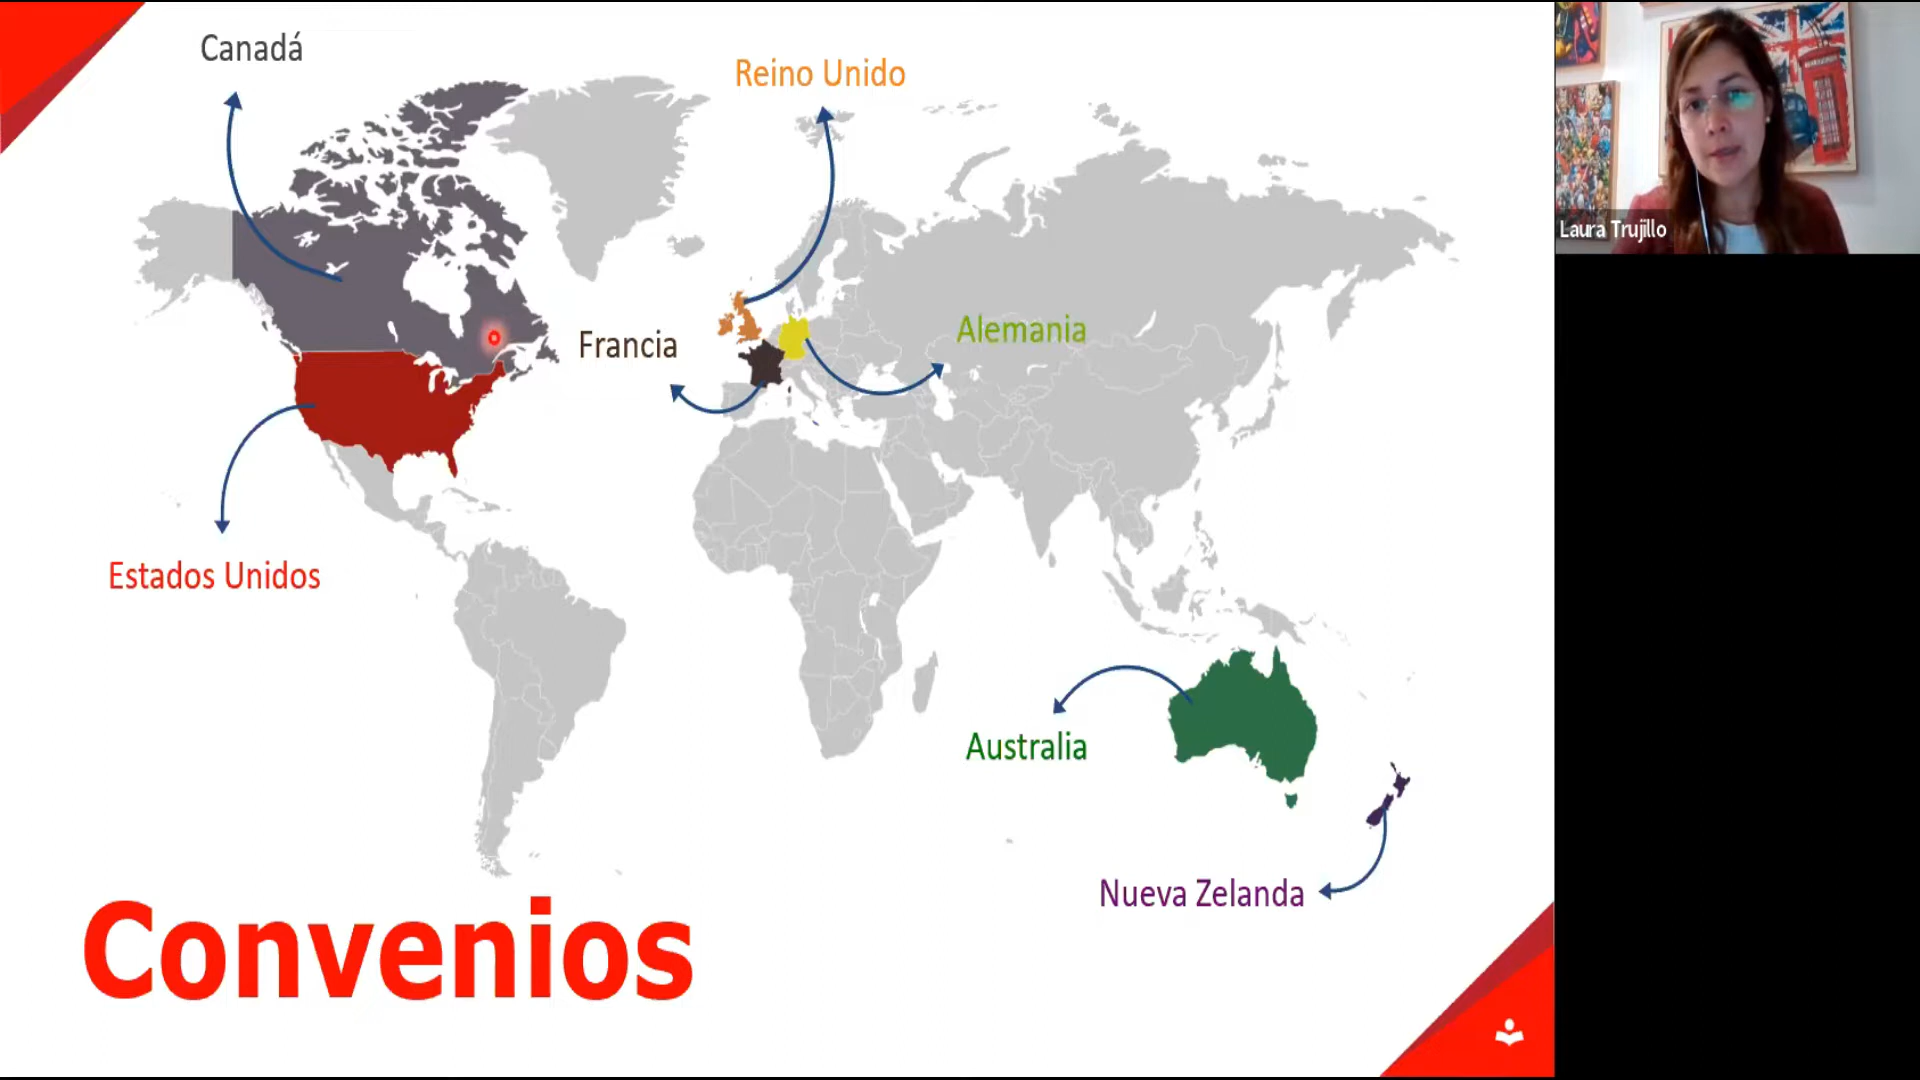 Canadá
Reino Unido
Laura Trujillo
Francia
Alemania
Estados Unidos
Australia
Nueva Zelanda
Convenios